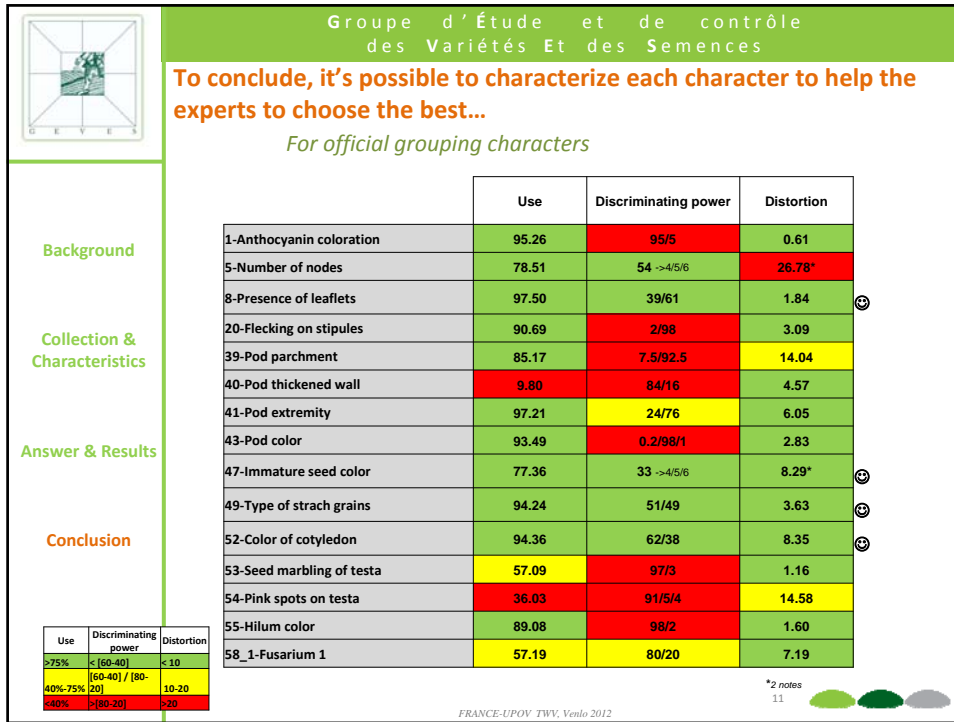 Groupe d'Étude et de contrôle
des Variétés Et des Semences
G E V E S
To conclude, it's possible to characterize each character to help the
experts to choose the best…
For official grouping characters
Background
Collection &
Characteristics
Answer & Results
Conclusion
Use Discriminating power Distortion
1-Anthocyanin coloration 95.26 95/5 0.61
5-Number of nodes 78.51 54 ->4/5/6 26.78*
8-Presence of leaflets 97.50 39/61 1.84 ☺
20-Flecking on stipules 90.69 2/98 3.09
39-Pod parchment 85.17 7.5/92.5 14.04
40-Pod thickened wall 9.80 84/16 4.57
41-Pod extremity 97.21 24/76 6.05
43-Pod color 93.49 0.2/98/1 2.83
47-Immature seed color 77.36 33 ->4/5/6 8.29* ☺
49-Type of strach grains 94.24 51/49 3.63 ☺
52-Color of cotyledon 94.36 62/38 8.35 ☺
53-Seed marbling of testa 57.09 97/3 1.16
54-Pink spots on testa 36.03 91/5/4 14.58
55-Hilum color 89.08 98/2 1.60
58_1-Fusarium 1 57.19 80/20 7.19
Use Discriminating Distortion
power
>75% < [60-40] < 10
[60-40] / [80-
40%-75% 20] 10-20
<40% >[80-20] >20
*2 notes
11
FRANCE-UPOV TWV, Venlo 2012